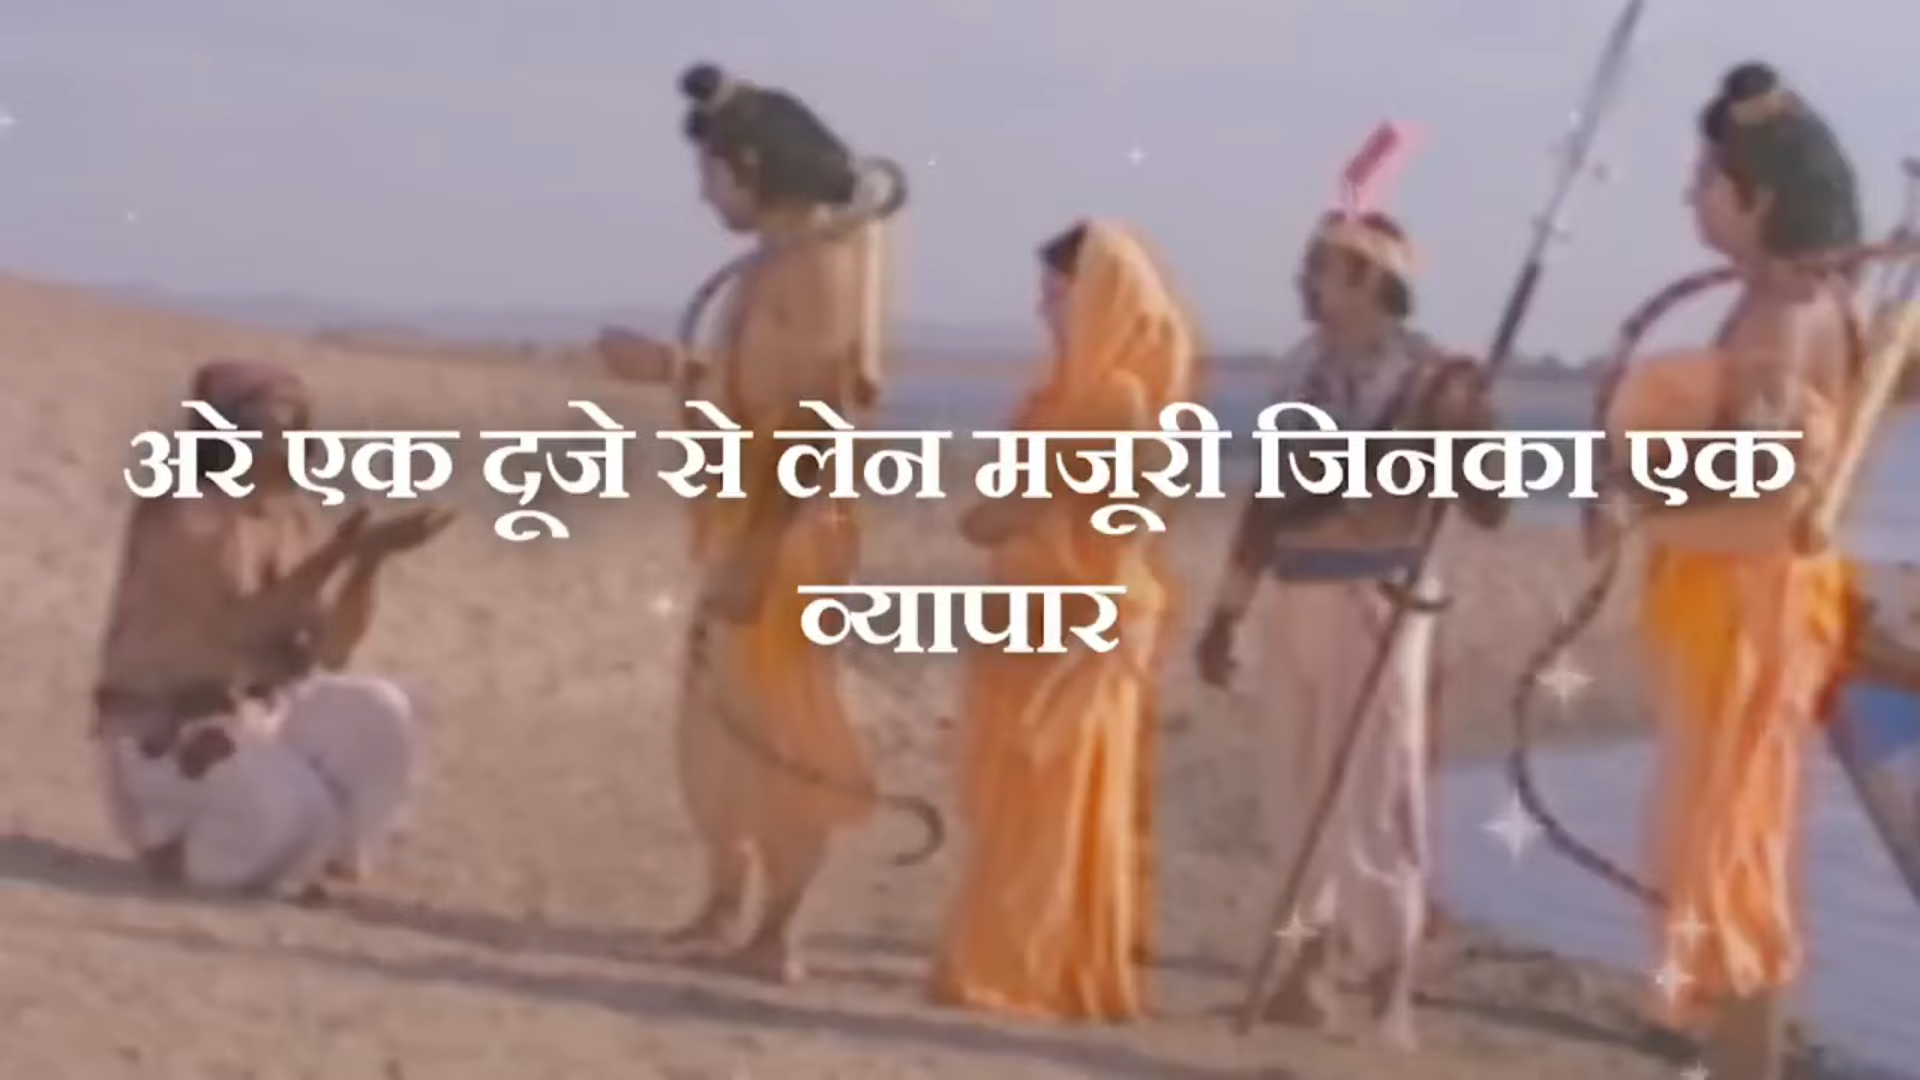 अरे एक दूजे से लेन मजूरी जिनका एक
व्यापार